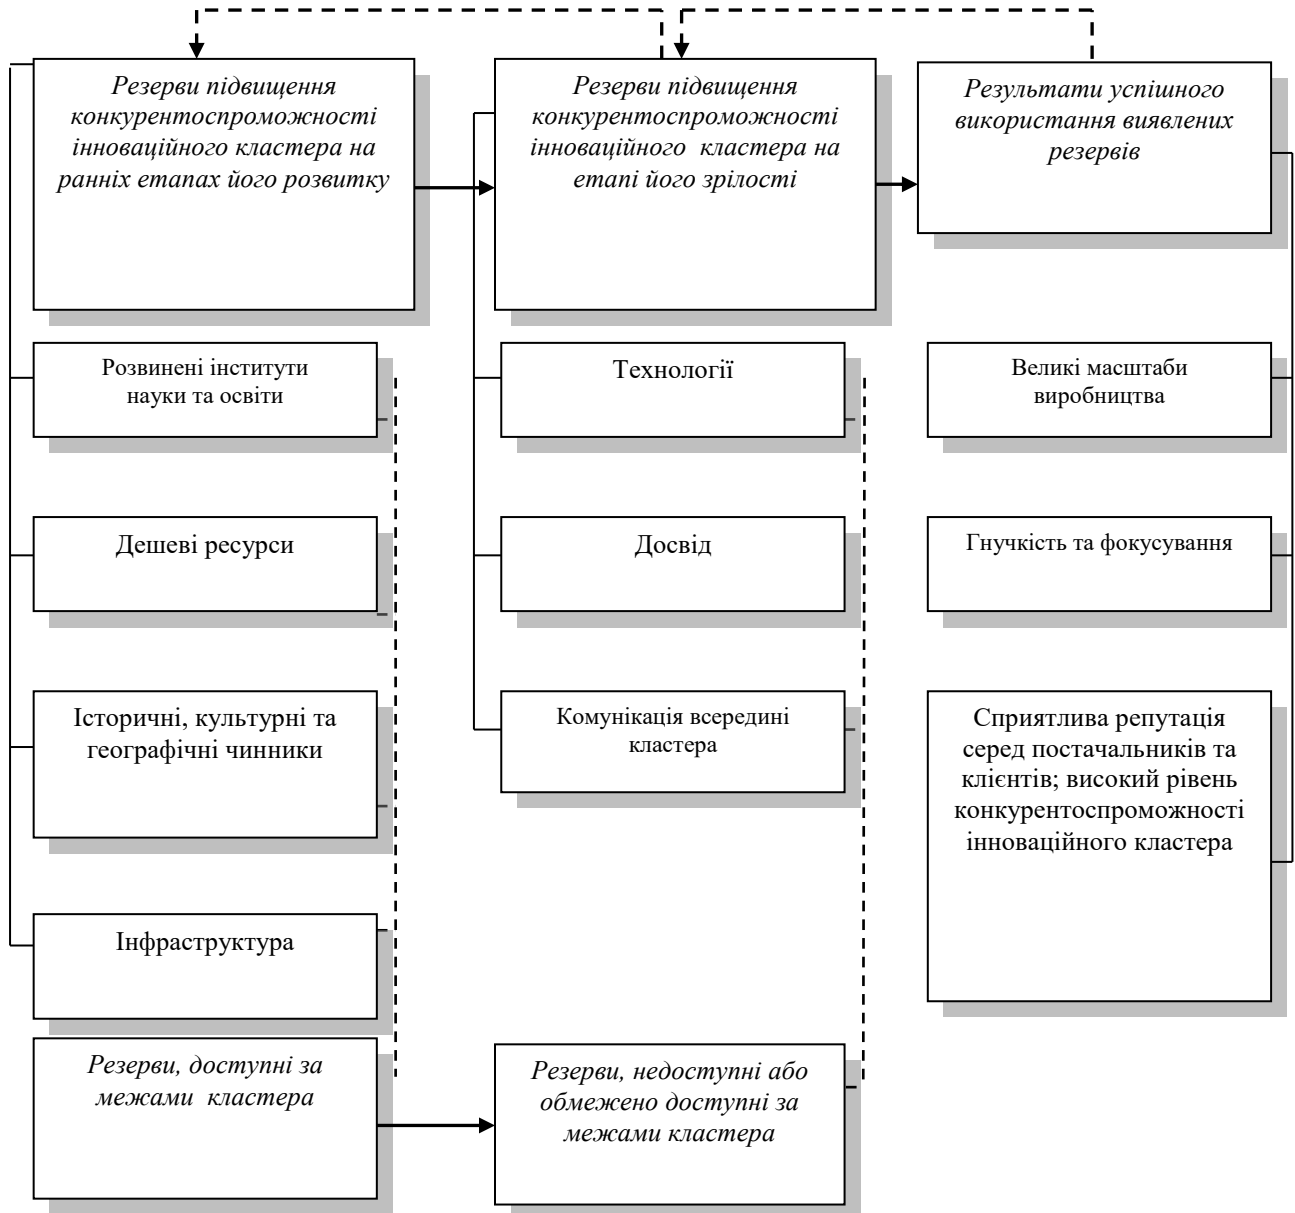 Резерви підвищення
конкурентоспроможності
інноваційного кластера на
ранніх етапах його розвитку
Резерви підвищення
конкурентоспроможності
інноваційного кластера на
етапі його зрілості
Результати успішного
використання виявлених
резервів
Розвинені інститути
науки та освіти
Технології
Великі масштаби
виробництва
Дешеві ресурси
Досвід
Гнучкість та фокусування
Історичні, культурні та
географічні чинники
Комунікація всередині
кластера
Сприятлива репутація
серед постачальників та
клієнтів; високий рівень
конкурентоспроможності
інноваційного кластера
Інфраструктура
Резерви, доступні за
межами кластера
Резерви, недоступні або
обмежено доступні за
межами кластера